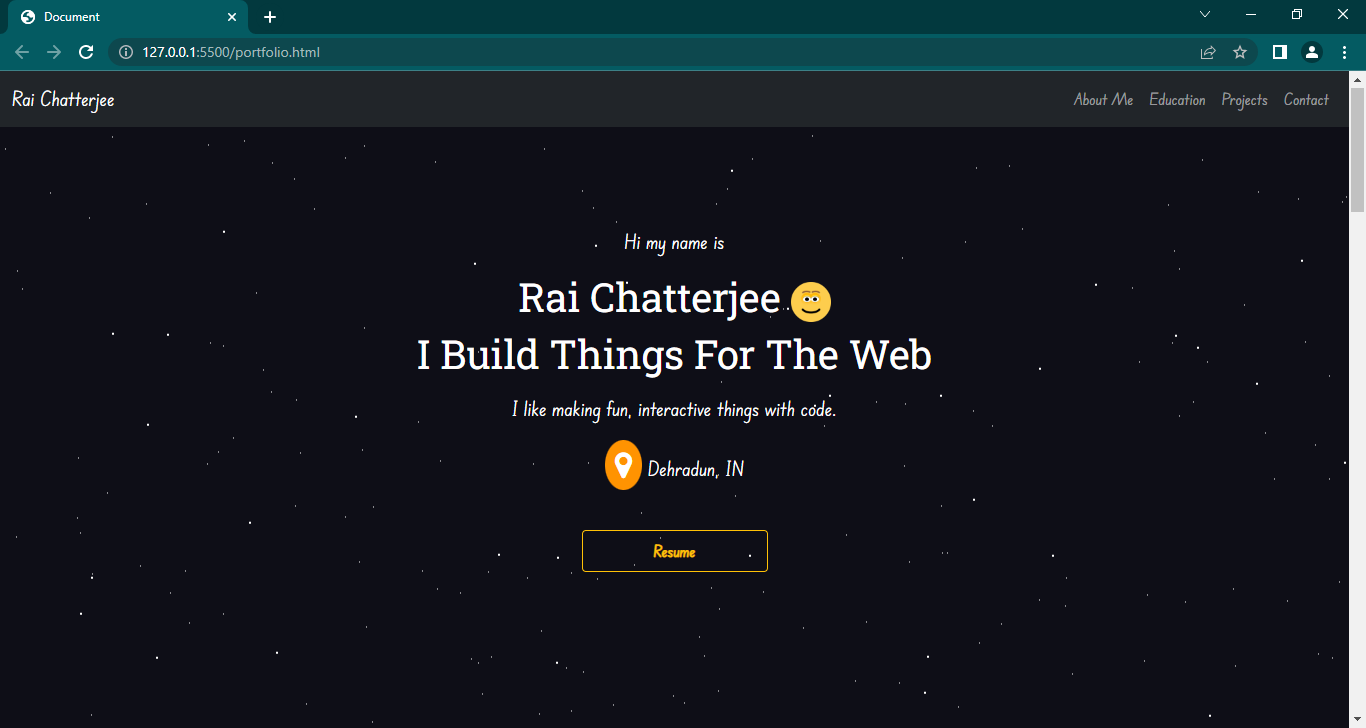 Document
127.0.0.1:5500/portfolio.html
Rai Chatterjee
About Me Education Projects Contact
Hi my name is
Rai Chatterjee
I Build Things For The Web
I like making fun, interactive things with code.
Dehradun, IN
Resume